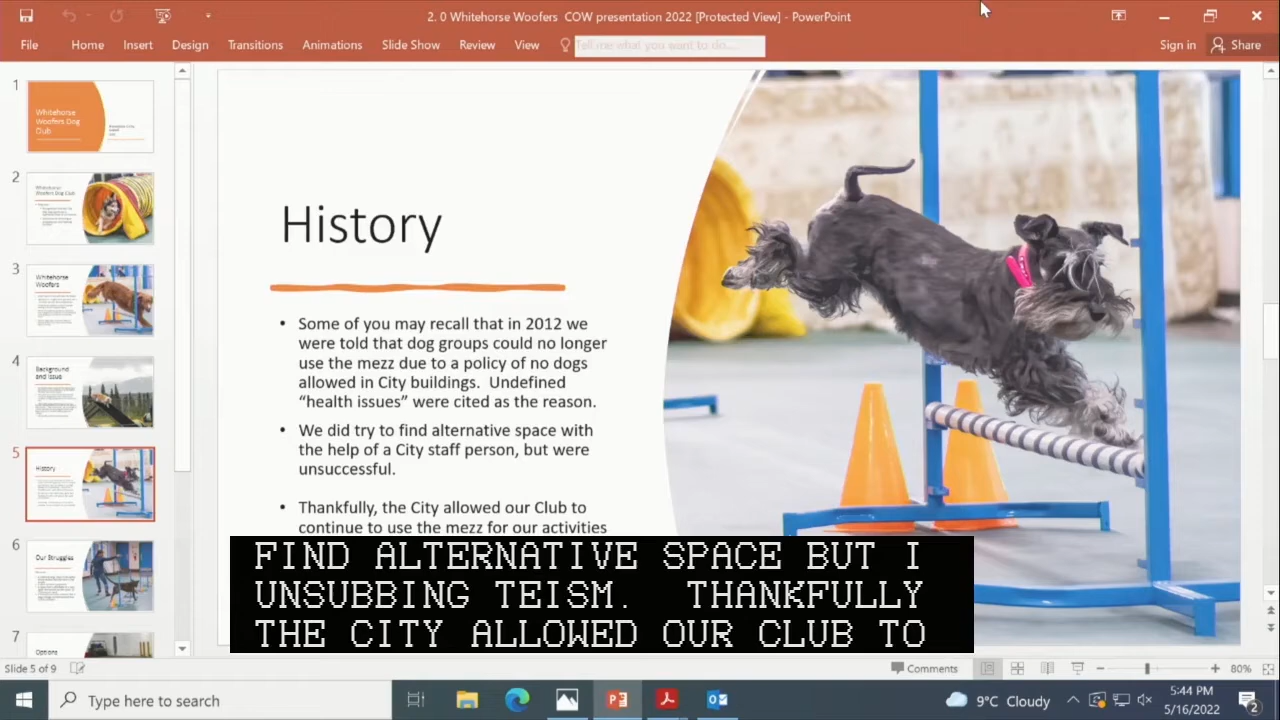 2. 0 Whitehorse Woofers  COW presentation 2022 [Protected View] - PowerPoint
File Home Insert Design Transitions Animations Slide Show Review View Tell me what you want to do... Sign in Share
1
Whitehorse
Woofers Dog
Club
2
Whitehorse
Woofers Dog Club
3
Whitehorse
Woofers
4
Background
and Issue
5
History
6
Our Struggles
7
Options
History
• Some of you may recall that in 2012 we
were told that dog groups could no longer
use the mezz due to a policy of no dogs
allowed in City buildings.  Undefined
“health issues” were cited as the reason.
• We did try to find alternative space with
the help of a City staff person, but were
unsuccessful.
• Thankfully, the City allowed our Club to
continue to use the mezz for our activities
FIND ALTERNATIVE SPACE BUT I
UNSUBBING TEISM.  THANKFULLY
THE CITY ALLOWED OUR CLUB TO
Slide 5 of 9 Comments 80%
Type here to search 9°C Cloudy 5:44 PM
5/16/2022 2